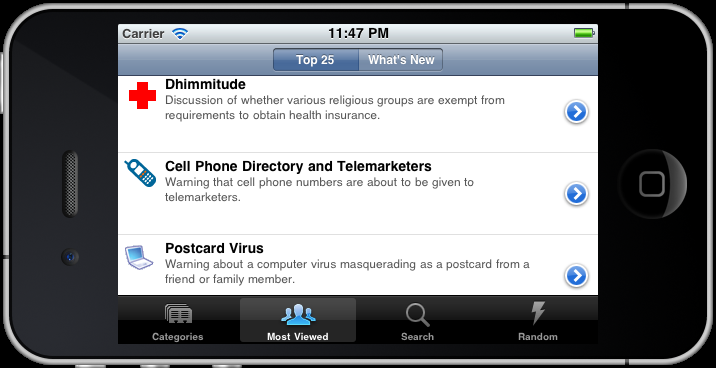 Carrier 11:47 PM
Top 25 What's New
Dhimmitude
Discussion of whether various religious groups are exempt from
requirements to obtain health insurance.
Cell Phone Directory and Telemarketers
Warning that cell phone numbers are about to be given to
telemarketers.
Postcard Virus
Warning about a computer virus masquerading as a postcard from a
friend or family member.
Categories Most Viewed Search Random